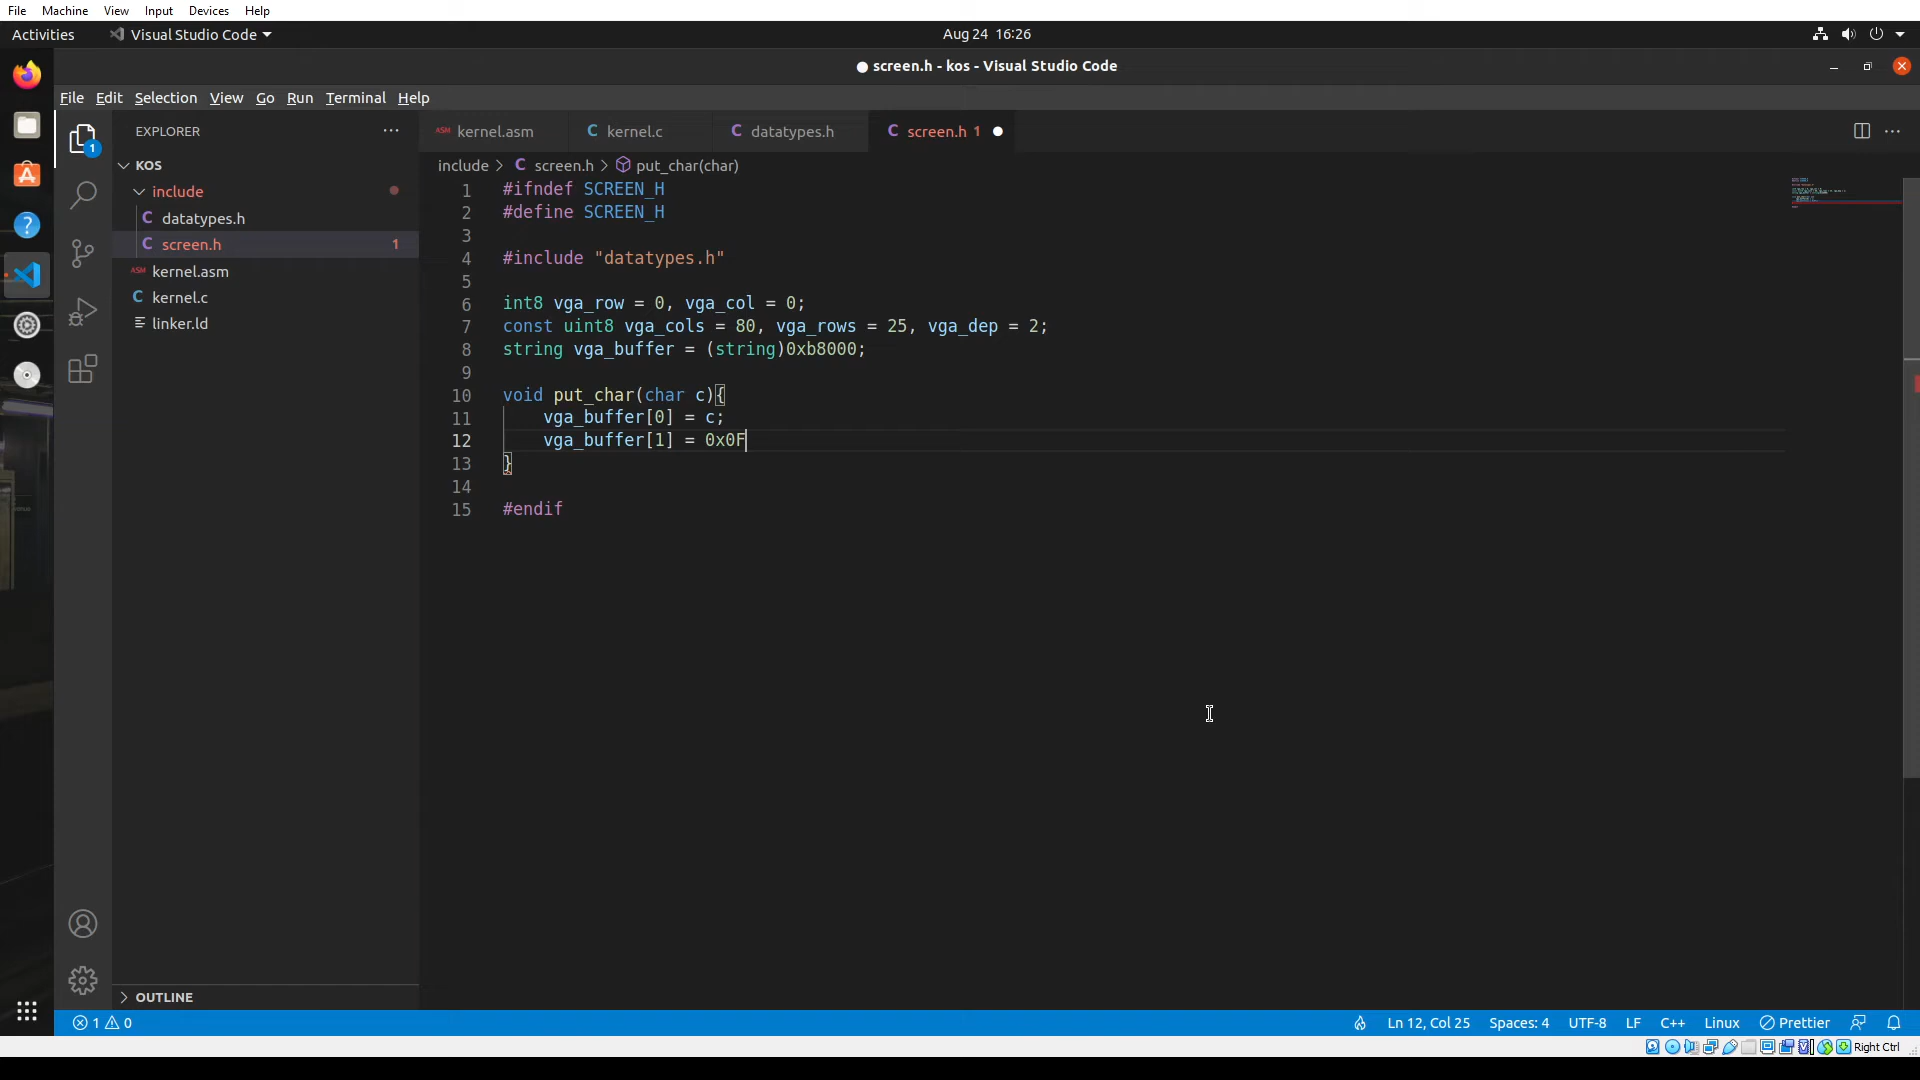 File Machine View Input Devices Help
Activities Visual Studio Code Aug 24 16:26
● screen.h - kos - Visual Studio Code
File Edit Selection View Go Run Terminal Help
EXPLORER ···
ASM kernel.asm C kernel.c C datatypes.h C screen.h 1 ●
include > C screen.h > put_char(char)
1
KOS
include
C datatypes.h
C screen.h 1
ASM kernel.asm
C kernel.c
linker.ld
1 #ifndef SCREEN_H
2 #define SCREEN_H
3
4 #include "datatypes.h"
5
6 int8 vga_row = 0, vga_col = 0;
7 const uint8 vga_cols = 80, vga_rows = 25, vga_dep = 2;
8 string vga_buffer = (string)0xb8000;
9
10 void put_char(char c){
11 vga_buffer[0] = c;
12 vga_buffer[1] = 0x0F
13 }
14
15 #endif
OUTLINE
1 0 Ln 12, Col 25 Spaces: 4 UTF-8 LF C++ Linux Prettier
Right Ctrl